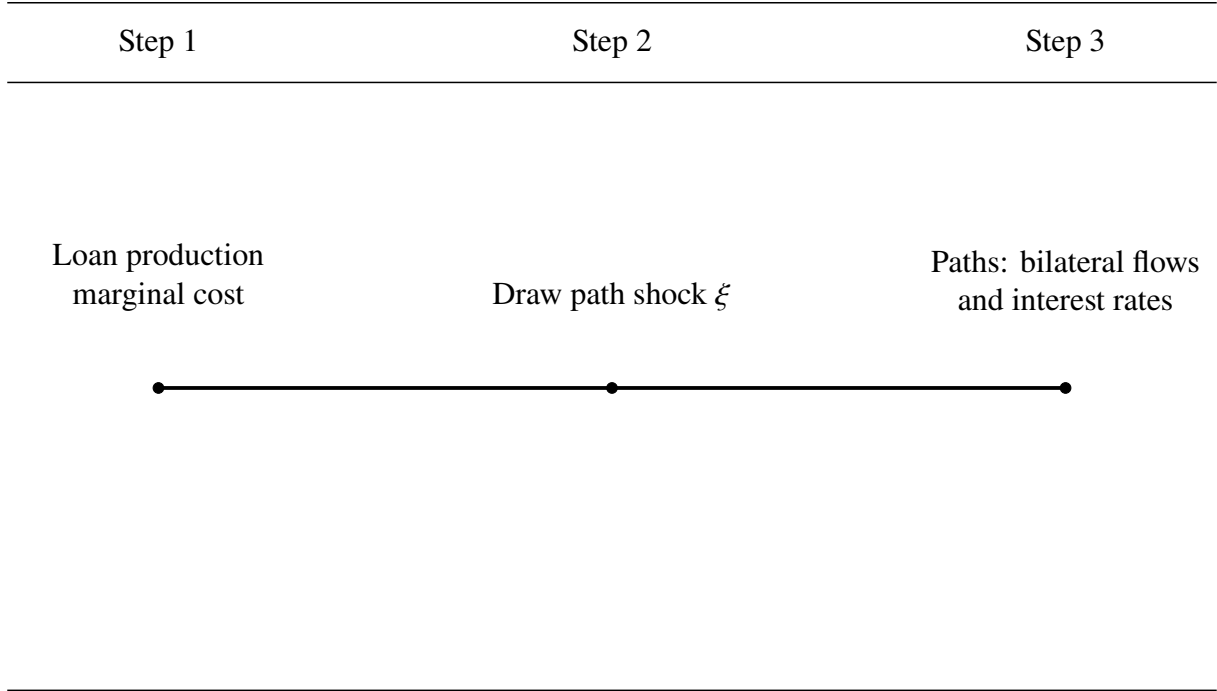 Step 1
Step 2
Step 3
Loan production
marginal cost
Draw path shock ξ
Paths: bilateral flows
and interest rates